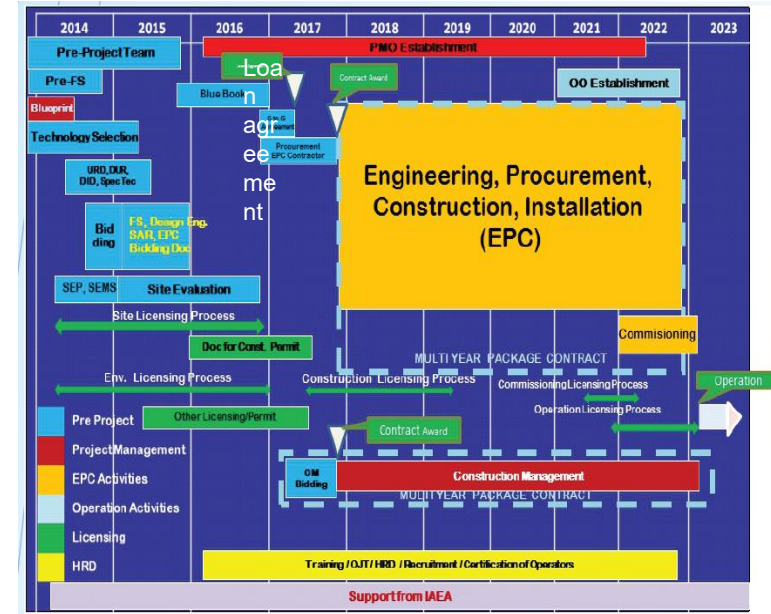 2014 2015 2016 2017 2018 2019 2020 2021 2022 2023
Pre-Project Team
PMO Establishment
Loa
n
agr
ee
me
nt
Contract Award
Pre-FS
Blue Book
OO Establishment
Blueprint
Technology Selection
Procurement
EPC Contractor
Engineering, Procurement,
Construction, Installation
(EPC)
URD,DUR,
DID, SpecTec
Bid
ding
FS, Design Eng.
SAR, EPC
Bidding Doc
SEP, SEMS
Site Evaluation
Site Licensing Process
Doc for Const. Permit
Commisioning
MULTI YEAR PACKAGE CONTRACT
Env. Licensing Process
Construction Licensing Process
Commissioning Licensing Process
Operation
Operation Licensing Process
Other Licensing/Permit
Contract Award
Pre Project
Project Management
EPC Activities
Operation Activities
Licensing
HRD
CM
Bidding
Construction Management
MULTI YEAR PACKAGE CONTRACT
Training / OJT/ HRD / Recruitment / Certification of Operators
Support from IAEA